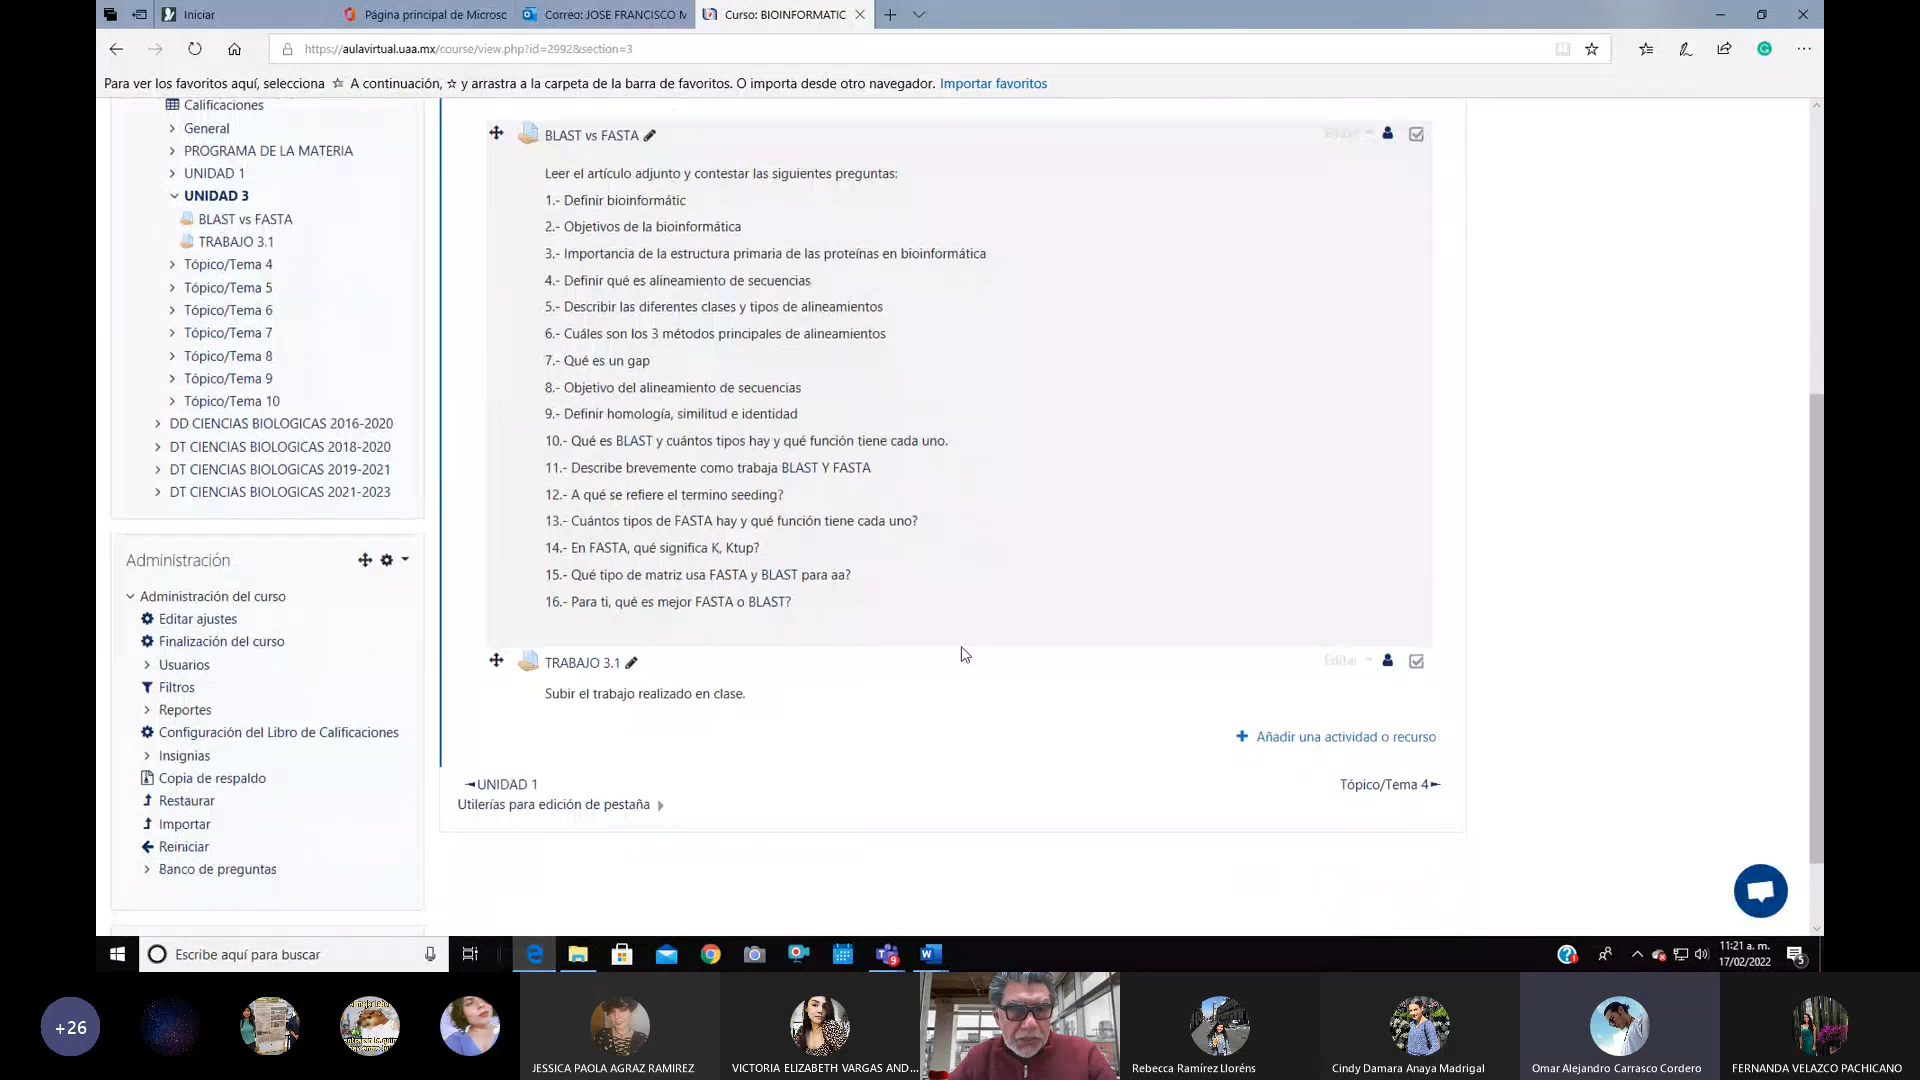 Iniciar
Página principal de Microsc
Correo: JOSE FRANCISCO M
Curso: BIOINFORMATIC
https://aulavirtual.uaa.mx/course/view.php?id=2992&section=3
Para ver los favoritos aquí, selecciona ☆ A continuación, ☆ y arrastra a la carpeta de la barra de favoritos. O importa desde otro navegador. Importar favoritos
Calificaciones
General
PROGRAMA DE LA MATERIA
UNIDAD 1
UNIDAD 3
BLAST vs FASTA
TRABAJO 3.1
Tópico/Tema 4
Tópico/Tema 5
Tópico/Tema 6
Tópico/Tema 7
Tópico/Tema 8
Tópico/Tema 9
Tópico/Tema 10
DD CIENCIAS BIOLOGICAS 2016-2020
DT CIENCIAS BIOLOGICAS 2018-2020
DT CIENCIAS BIOLOGICAS 2019-2021
DT CIENCIAS BIOLOGICAS 2021-2023
Administración
Administración del curso
Editar ajustes
Finalización del curso
Usuarios
Filtros
Reportes
Configuración del Libro de Calificaciones
Insignias
Copia de respaldo
Restaurar
Importar
Reiniciar
Banco de preguntas
BLAST vs FASTA
Editar
Leer el artículo adjunto y contestar las siguientes preguntas:
1.- Definir bioinformátic
2.- Objetivos de la bioinformática
3.- Importancia de la estructura primaria de las proteínas en bioinformática
4.- Definir qué es alineamiento de secuencias
5.- Describir las diferentes clases y tipos de alineamientos
6.- Cuáles son los 3 métodos principales de alineamientos
7.- Qué es un gap
8.- Objetivo del alineamiento de secuencias
9.- Definir homología, similitud e identidad
10.- Qué es BLAST y cuántos tipos hay y qué función tiene cada uno.
11.- Describe brevemente como trabaja BLAST Y FASTA
12.- A qué se refiere el termino seeding?
13.- Cuántos tipos de FASTA hay y qué función tiene cada uno?
14.- En FASTA, qué significa K, Ktup?
15.- Qué tipo de matriz usa FASTA y BLAST para aa?
16.- Para ti, qué es mejor FASTA o BLAST?
TRABAJO 3.1
Editar
Subir el trabajo realizado en clase.
Añadir una actividad o recurso
◄UNIDAD 1
Tópico/Tema 4►
Utilerías para edición de pestaña
Escribe aquí para buscar
9
11:21 a. m.
17/02/2022
5
+26
JESSICA PAOLA AGRAZ RAMIREZ
VICTORIA ELIZABETH VARGAS AND...
Rebecca Ramírez Lloréns
Cindy Damara Anaya Madrigal
Omar Alejandro Carrasco Cordero
FERNANDA VELAZCO PACHICANO